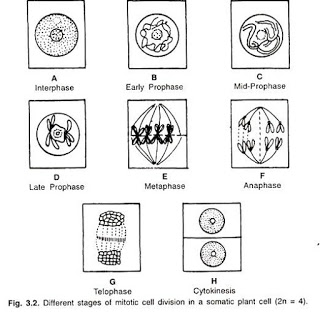 A
Interphase
B
Early Prophase
C
Mid-Prophase
D
Late Prophase
E
Metaphase
F
Anaphase
G
Telophase
H
Cytokinesis
Fig. 3.2. Different stages of mitotic cell division in a somatic plant cell (2n = 4).